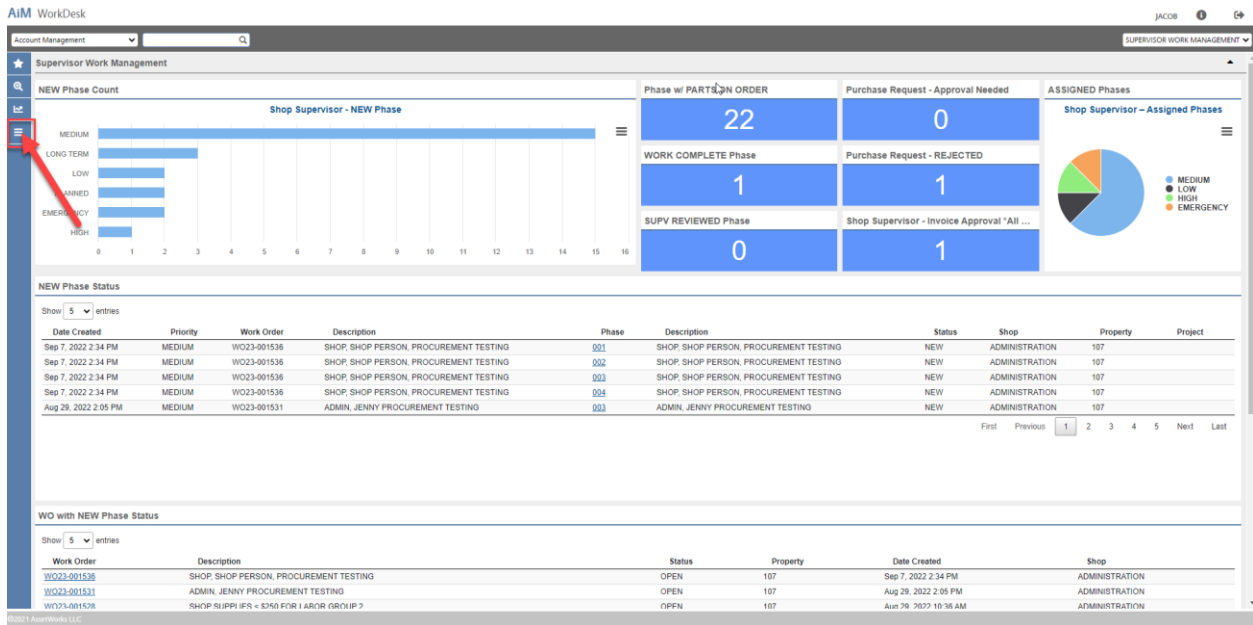 AiM WorkDesk
JACOB
Account Management
SUPERVISOR WORK MANAGEMENT
Supervisor Work Management
NEW Phase Count
Shop Supervisor - NEW Phase
MEDIUM
LONG TERM
LOW
EMERGENCY
HIGH
0 1 2 3 4 5 6 7 8 9 10 11 12 13 14 15 16
Phase w/ PARTS ON ORDER
22
Purchase Request - Approval Needed
0
WORK COMPLETE Phase
1
Purchase Request - REJECTED
1
SUPV REVIEWED Phase
0
Shop Supervisor - Invoice Approval "All ...
1
ASSIGNED Phases
Shop Supervisor – Assigned Phases
MEDIUM
LOW
HIGH
EMERGENCY
NEW Phase Status
Show 5 entries
Date Created Priority Work Order Description Phase Description Status Shop Property Project
Sep 7, 2022 2:34 PM MEDIUM WO23-001536 SHOP, SHOP PERSON, PROCUREMENT TESTING 001 SHOP, SHOP PERSON, PROCUREMENT TESTING NEW ADMINISTRATION 107
Sep 7, 2022 2:34 PM MEDIUM WO23-001536 SHOP, SHOP PERSON, PROCUREMENT TESTING 002 SHOP, SHOP PERSON, PROCUREMENT TESTING NEW ADMINISTRATION 107
Sep 7, 2022 2:34 PM MEDIUM WO23-001536 SHOP, SHOP PERSON, PROCUREMENT TESTING 003 SHOP, SHOP PERSON, PROCUREMENT TESTING NEW ADMINISTRATION 107
Sep 7, 2022 2:34 PM MEDIUM WO23-001536 SHOP, SHOP PERSON, PROCUREMENT TESTING 004 SHOP, SHOP PERSON, PROCUREMENT TESTING NEW ADMINISTRATION 107
Aug 29, 2022 2:05 PM MEDIUM WO23-001531 ADMIN, JENNY PROCUREMENT TESTING 003 ADMIN, JENNY PROCUREMENT TESTING NEW ADMINISTRATION 107
First Previous 1 2 3 4 5 Next Last
WO with NEW Phase Status
Show 5 entries
Work Order Description Status Property Date Created Shop
WO23-001536 SHOP, SHOP PERSON, PROCUREMENT TESTING OPEN 107 Sep 7, 2022 2:34 PM ADMINISTRATION
WO23-001531 ADMIN, JENNY PROCUREMENT TESTING OPEN 107 Aug 29, 2022 2:05 PM ADMINISTRATION
WO23-001528 SHOP SUPPLIES < $250 FOR LABOR GROUP 2 OPEN 107 Aug 29, 2022 10:36 AM ADMINISTRATION
©2021 AssetWorks LLC